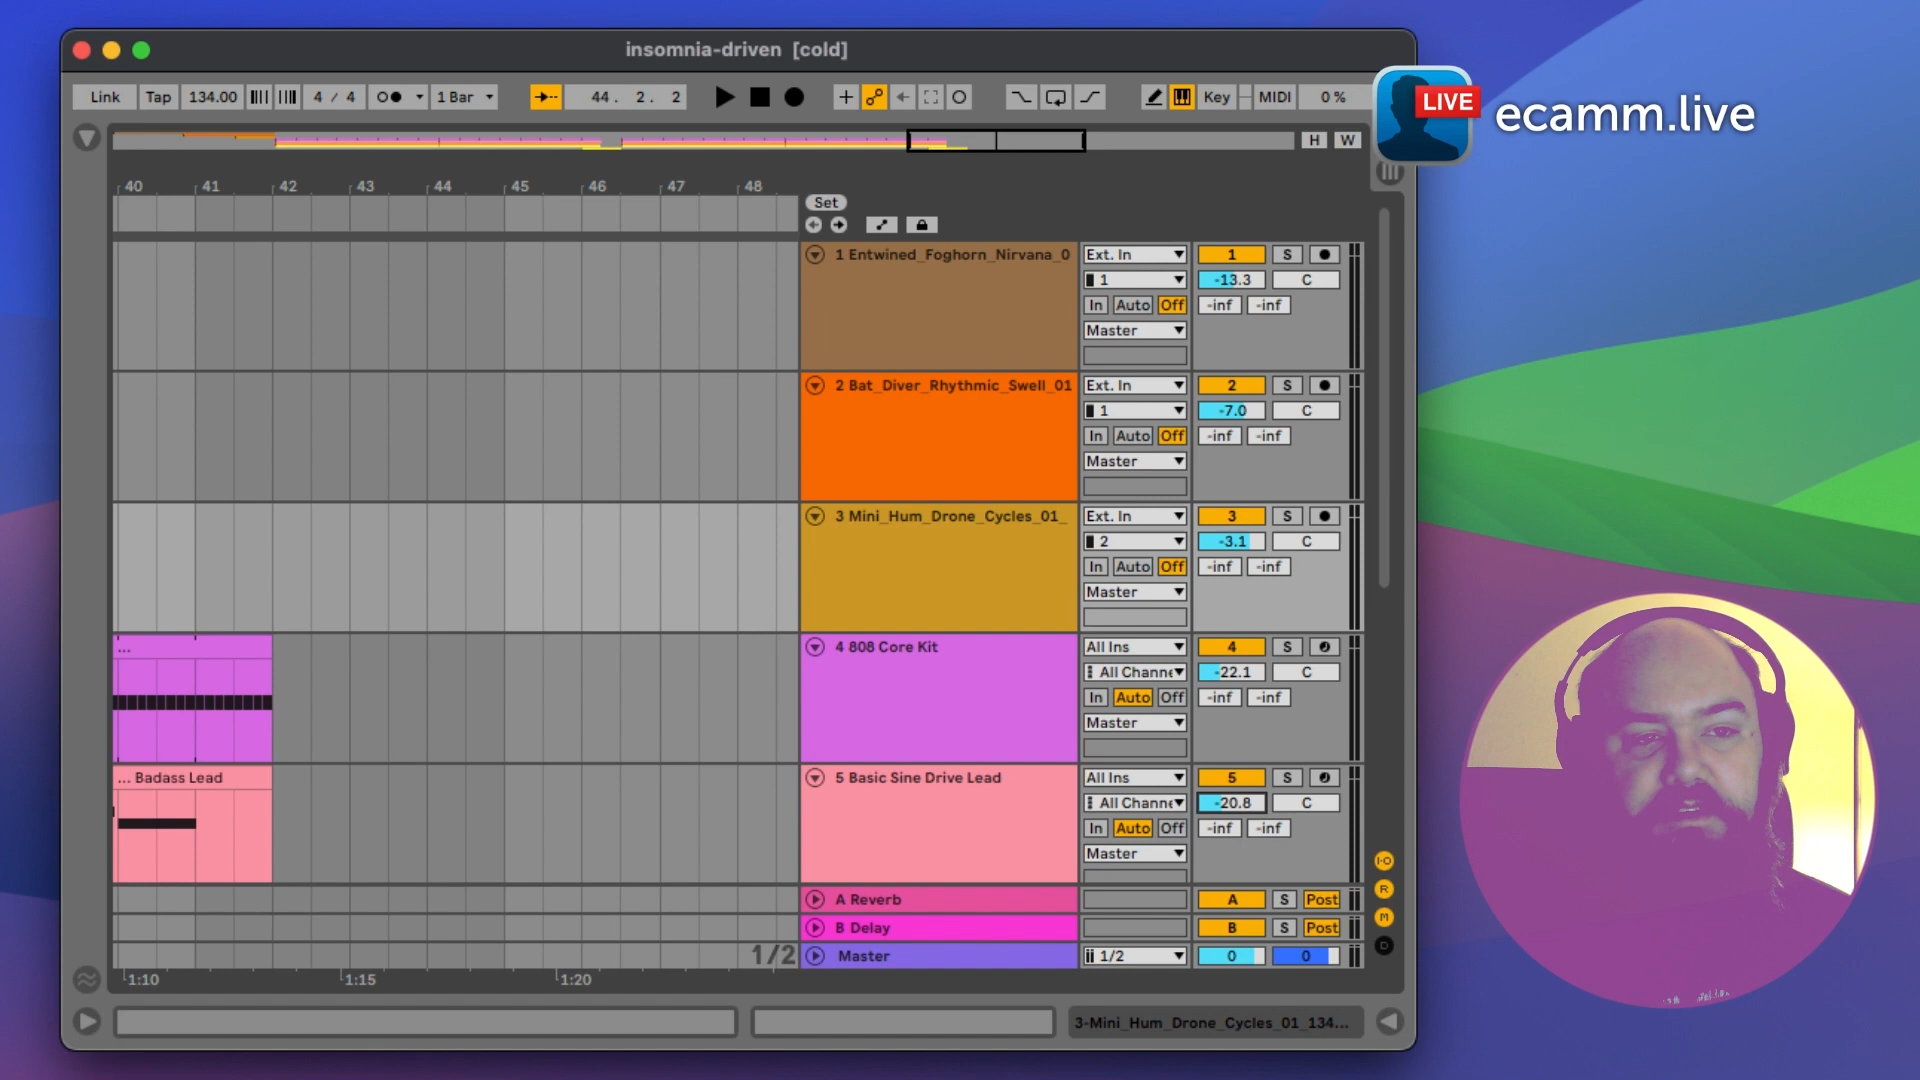 insomnia-driven [cold]
Link Tap 134.00 4 / 4 1 Bar 44. 2. 2 Key MIDI 0 %
LIVE
ecamm.live
H W
40 41 42 43 44 45 46 47 48
Set
1 Entwined_Foghorn_Nirvana_0 Ext. In 1 S
1 -13.3 C
In Auto Off -inf -inf
Master
2 Bat_Diver_Rhythmic_Swell_01 Ext. In 2 S
1 -7.0 C
In Auto Off -inf -inf
Master
3 Mini_Hum_Drone_Cycles_01_ Ext. In 3 S
2 -3.1 C
In Auto Off -inf -inf
Master
... 4 808 Core Kit All Ins 4 S
All Channe -22.1 C
In Auto Off -inf -inf
Master
... Badass Lead 5 Basic Sine Drive Lead All Ins 5 S
All Channe -20.8 C
In Auto Off -inf -inf
Master
I·O
R
M
D
A Reverb A S Post
B Delay B S Post
1/2 Master 1/2 0 0
1:10 1:15 1:20
3-Mini_Hum_Drone_Cycles_01_134...